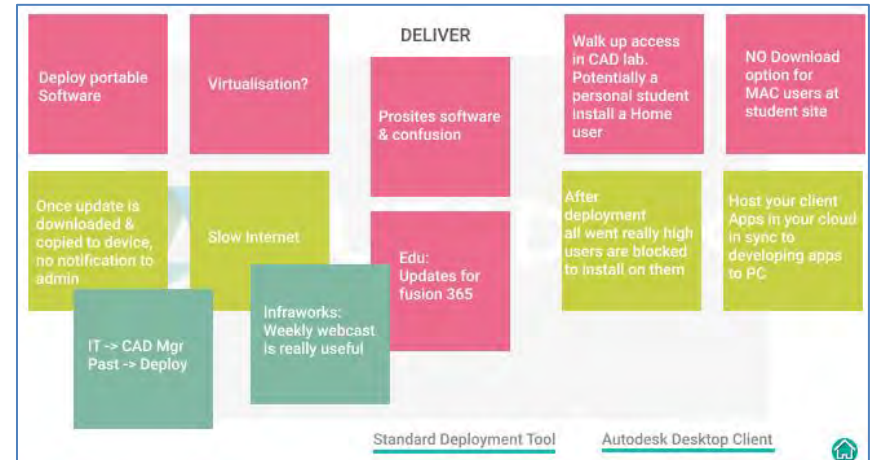 DELIVER
Deploy portable
Software
Virtualisation?
Prosites software
& confusion
Walk up access
in CAD lab.
Potentially a
personal student
install a Home
user
NO Download
option for
MAC users at
student site
Once update is
downloaded &
copied to device,
no notification to
admin
Slow Internet
Edu:
Updates for
fusion 365
After
deployment
all went really high
users are blocked
to install on them
Host your client
Apps in your cloud
in sync to
developing apps
to PC
IT -> CAD Mgr
Past -> Deploy
Infraworks:
Weekly webcast
is really useful
Standard Deployment Tool
Autodesk Desktop Client